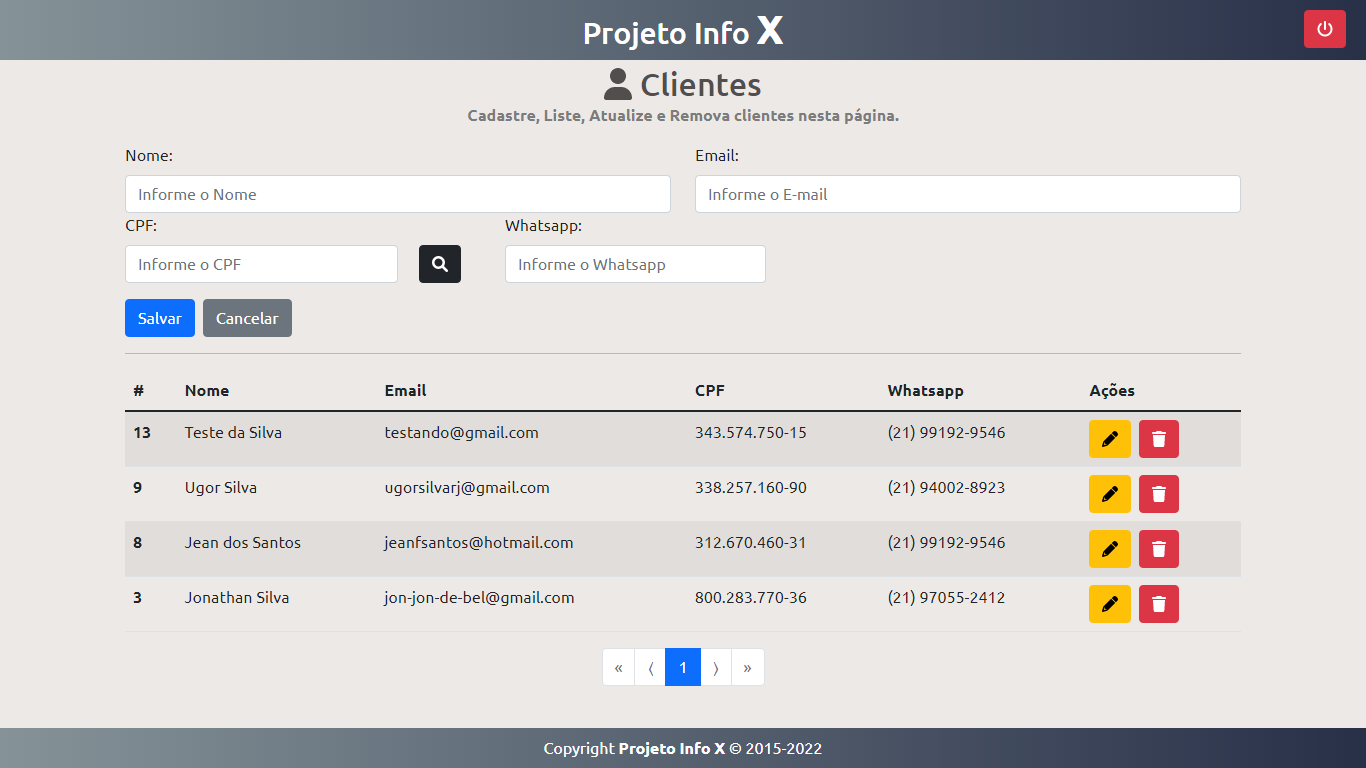 Projeto Info X
Clientes
Cadastre, Liste, Atualize e Remova clientes nesta página.
Nome: Email:
Informe o Nome Informe o E-mail
CPF: Whatsapp:
Informe o CPF Informe o Whatsapp
Salvar Cancelar
# Nome Email CPF Whatsapp Ações
13 Teste da Silva testando@gmail.com 343.574.750-15 (21) 99192-9546
9 Ugor Silva ugorsilvarj@gmail.com 338.257.160-90 (21) 94002-8923
8 Jean dos Santos jeanfsantos@hotmail.com 312.670.460-31 (21) 99192-9546
3 Jonathan Silva jon-jon-de-bel@gmail.com 800.283.770-36 (21) 97055-2412
« ⟨ 1 ⟩ »
Copyright Projeto Info X © 2015-2022